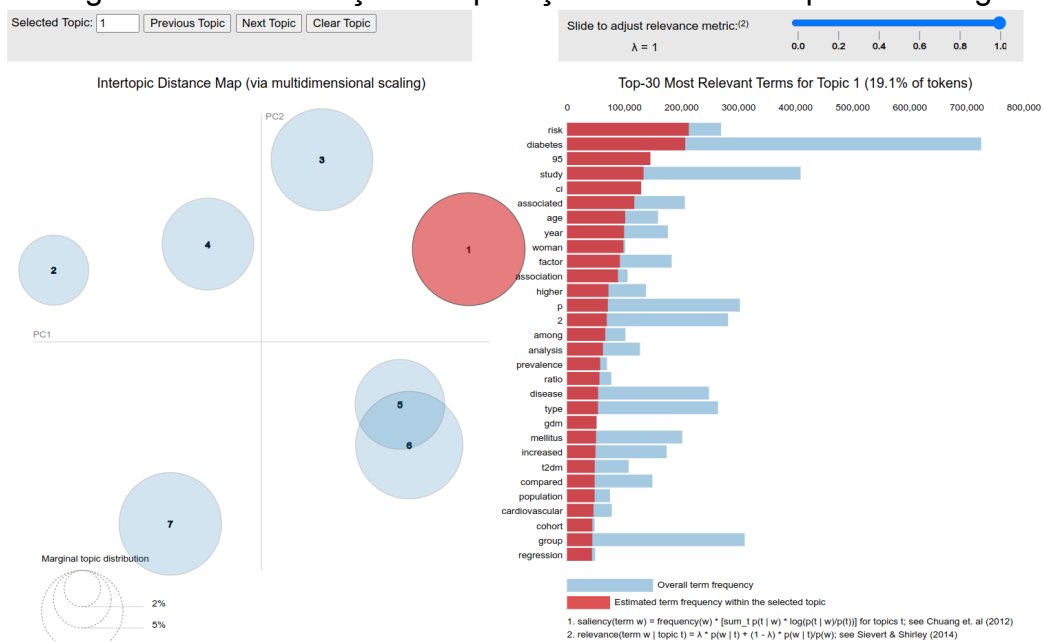 Selected Topic: 1 Previous Topic Next Topic Clear Topic
Slide to adjust relevance metric:(2)
λ = 1
0.0 0.2 0.4 0.6 0.8 1.0
Intertopic Distance Map (via multidimensional scaling)
PC2
PC1
3
1
4
2
5
6
7
Marginal topic distribution
2%
5%
Top-30 Most Relevant Terms for Topic 1 (19.1% of tokens)
0 100,000 200,000 300,000 400,000 500,000 600,000 700,000 800,000
risk
diabetes
95
study
ci
associated
age
year
woman
factor
association
higher
p
2
among
analysis
prevalence
ratio
disease
type
gdm
mellitus
increased
t2dm
compared
population
cardiovascular
cohort
group
regression
Overall term frequency
Estimated term frequency within the selected topic
1. saliency(term w) = frequency(w) * [sum_t p(t | w) * log(p(t | w)/p(t))] for topics t; see Chuang et. al (2012)
2. relevance(term w | topic t) = λ * p(w | t) + (1 - λ) * p(w | t)/p(w); see Sievert & Shirley (2014)